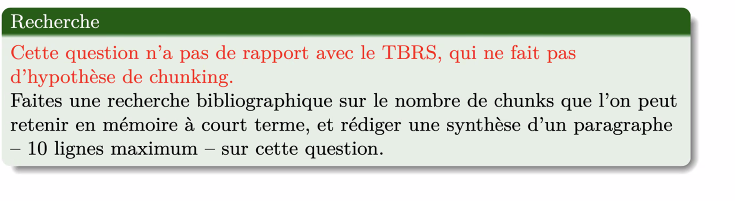 Recherche
Cette question n'a pas de rapport avec le TBRS, qui ne fait pas
d'hypothèse de chunking.
Faites une recherche bibliographique sur le nombre de chunks que l'on peut
retenir en mémoire à court terme, et rédiger une synthèse d'un paragraphe
– 10 lignes maximum – sur cette question.